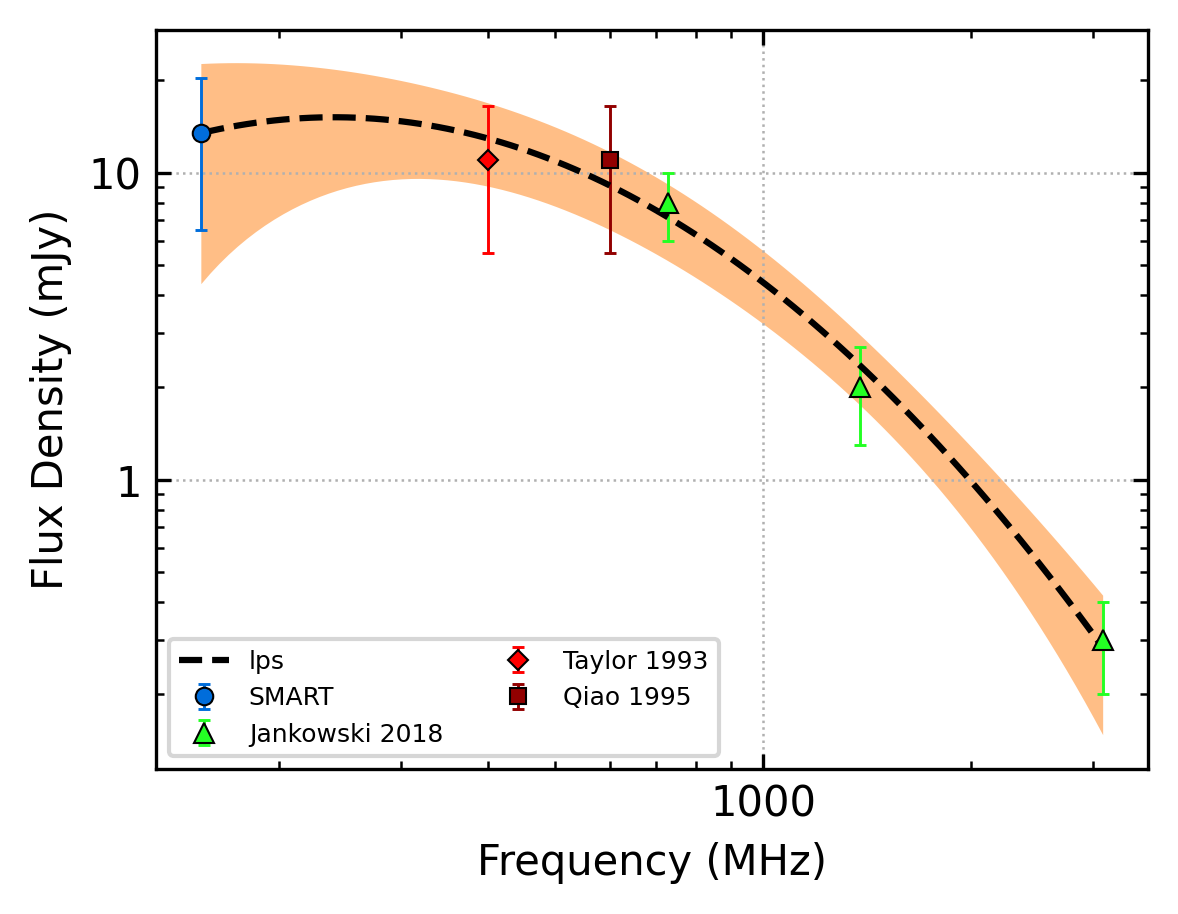 Flux Density (mJy)
10
1
lps
SMART
Jankowski 2018
Taylor 1993
Qiao 1995
1000
Frequency (MHz)